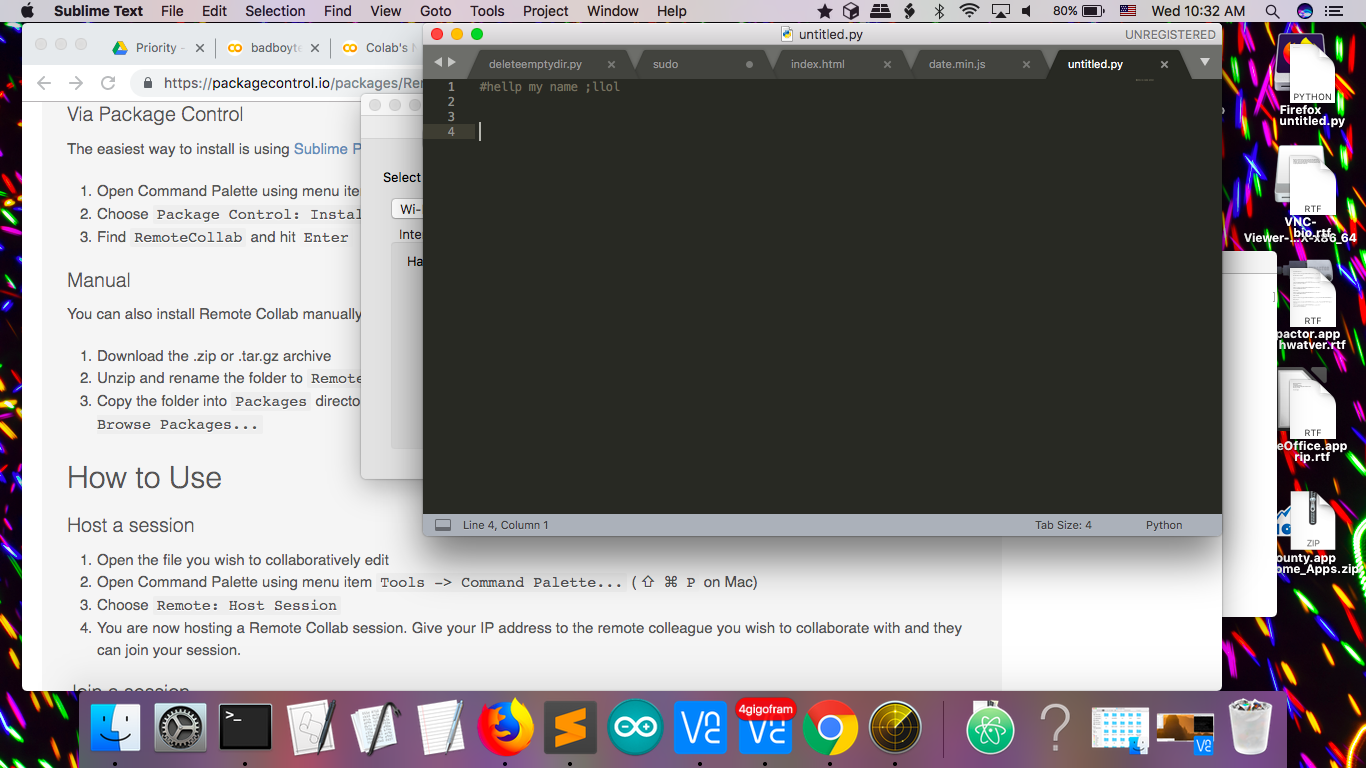 Sublime Text File Edit Selection Find View Goto Tools Project Window Help 80% Wed 10:32 AM
Priority - badboyte Colab's
https://packagecontrol.io/packages/Re
untitled.py UNREGISTERED
deleteemptydir.py sudo index.html date.min.js untitled.py
1 #hellp my name ;llol
2
3
4
Line 4, Column 1 Tab Size: 4 Python
Via Package Control
The easiest way to install is using Sublime P
1. Open Command Palette using menu ite
2. Choose Package Control: Instal
3. Find RemoteCollab and hit Enter
Manual
You can also install Remote Collab manually
1. Download the .zip or .tar.gz archive
2. Unzip and rename the folder to Remote
3. Copy the folder into Packages directo
Browse Packages...
How to Use
Host a session
1. Open the file you wish to collaboratively edit
2. Open Command Palette using menu item Tools -> Command Palette... (⇧ ⌘ P on Mac)
3. Choose Remote: Host Session
4. You are now hosting a Remote Collab session. Give your IP address to the remote colleague you wish to collaborate with and they
can join your session.
Join a session
Select
Wi-
Inte
Ha
PYTHON
Firefox
untitled.py
RTF
VNC-
bio.rtf
Viewer-...X-x86_64
RTF
pactor.app
hwatver.rtf
RTF
eOffice.app
rip.rtf
ZIP
ounty.app
ome_Apps.zip
4gigofram